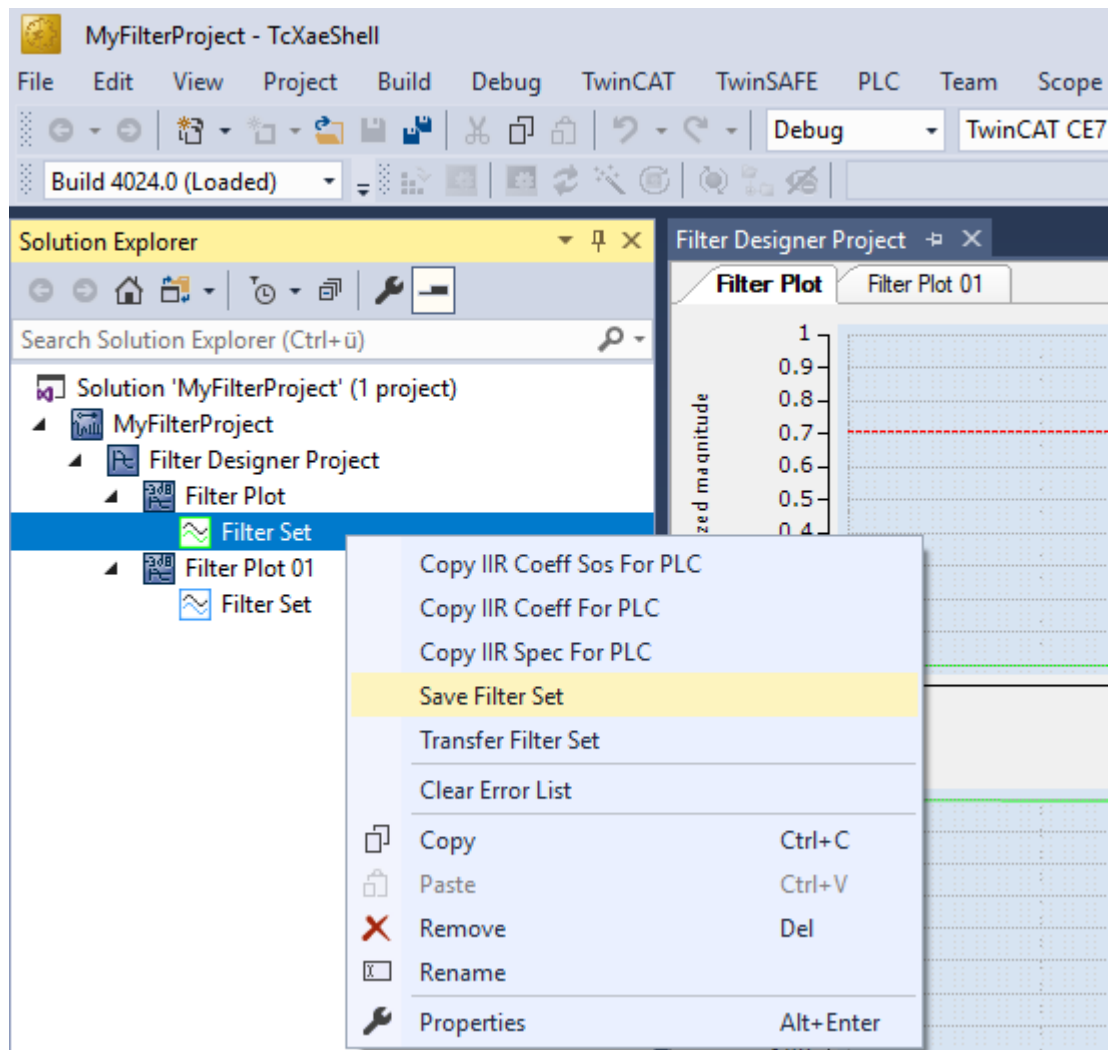 MyFilterProject - TcXaeShell
File Edit View Project Build Debug TwinCAT TwinSAFE PLC Team Scope
Debug TwinCAT CE7
Build 4024.0 (Loaded)
Solution Explorer
Filter Designer Project
Filter Plot Filter Plot 01
Search Solution Explorer (Ctrl+ü)
Solution 'MyFilterProject' (1 project)
MyFilterProject
Filter Designer Project
Filter Plot
Filter Set
Filter Plot 01
Filter Set
1
0.9
0.8
0.7
0.6
0.5
0.4
zed magnitude
Copy IIR Coeff Sos For PLC
Copy IIR Coeff For PLC
Copy IIR Spec For PLC
Save Filter Set
Transfer Filter Set
Clear Error List
Copy Ctrl+C
Paste Ctrl+V
Remove Del
Rename
Properties Alt+Enter